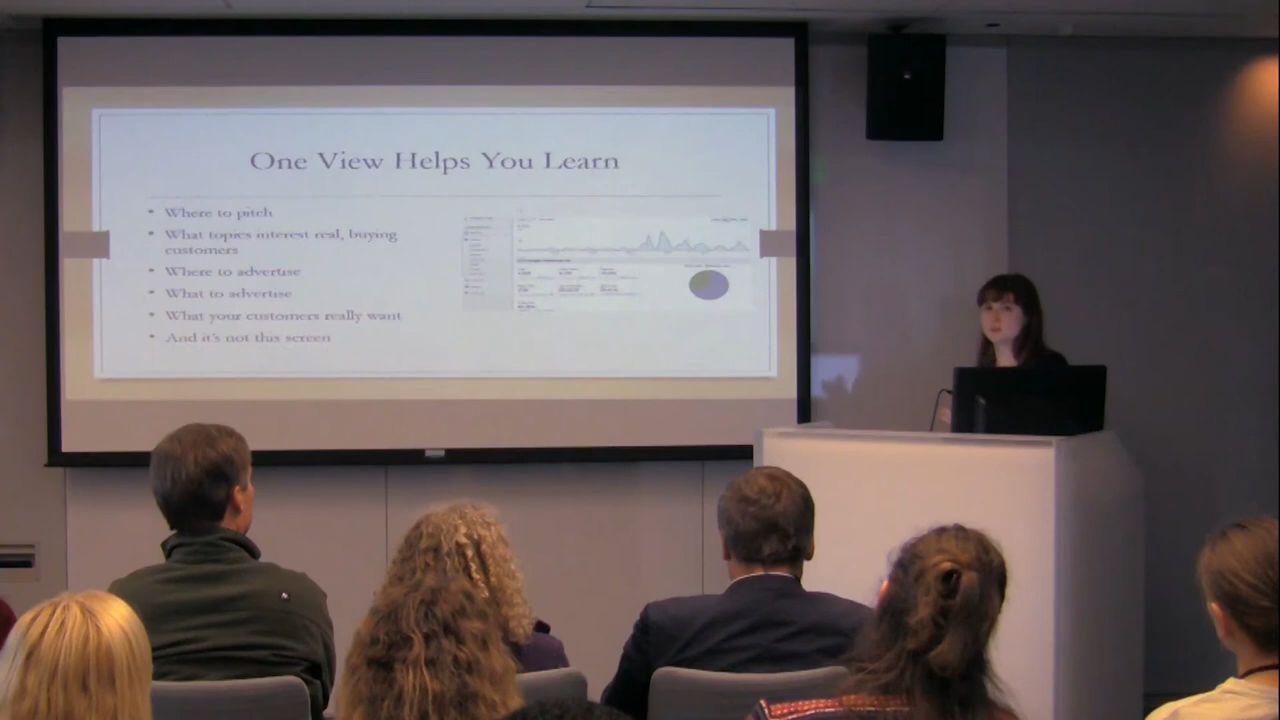 One View Helps You Learn
• Where to pitch
• What topics interest real, buying
customers
• Where to advertise
• What to advertise
• What your customers really want
• And it's not this screen